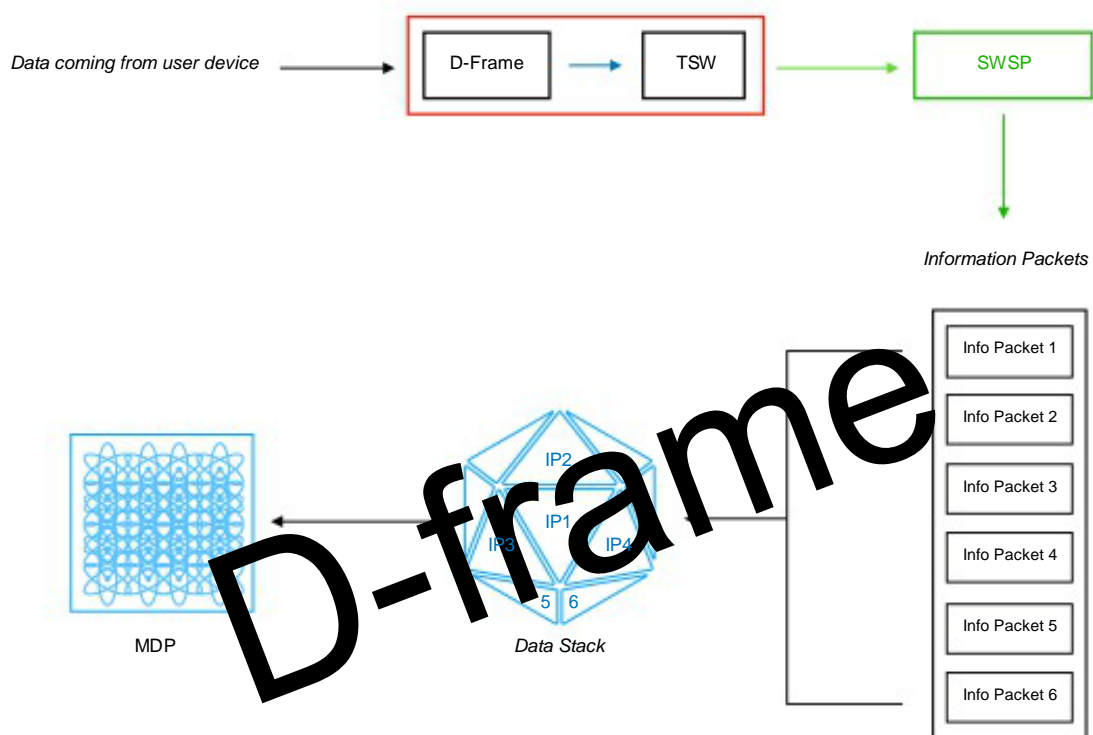 Data coming from user device
D-Frame
TSW
SWSP
Information Packets
Info Packet 1
Info Packet 2
Info Packet 3
Info Packet 4
Info Packet 5
Info Packet 6
IP2
IP1
IP3
IP4
5
6
MDP
Data Stack
D-frame